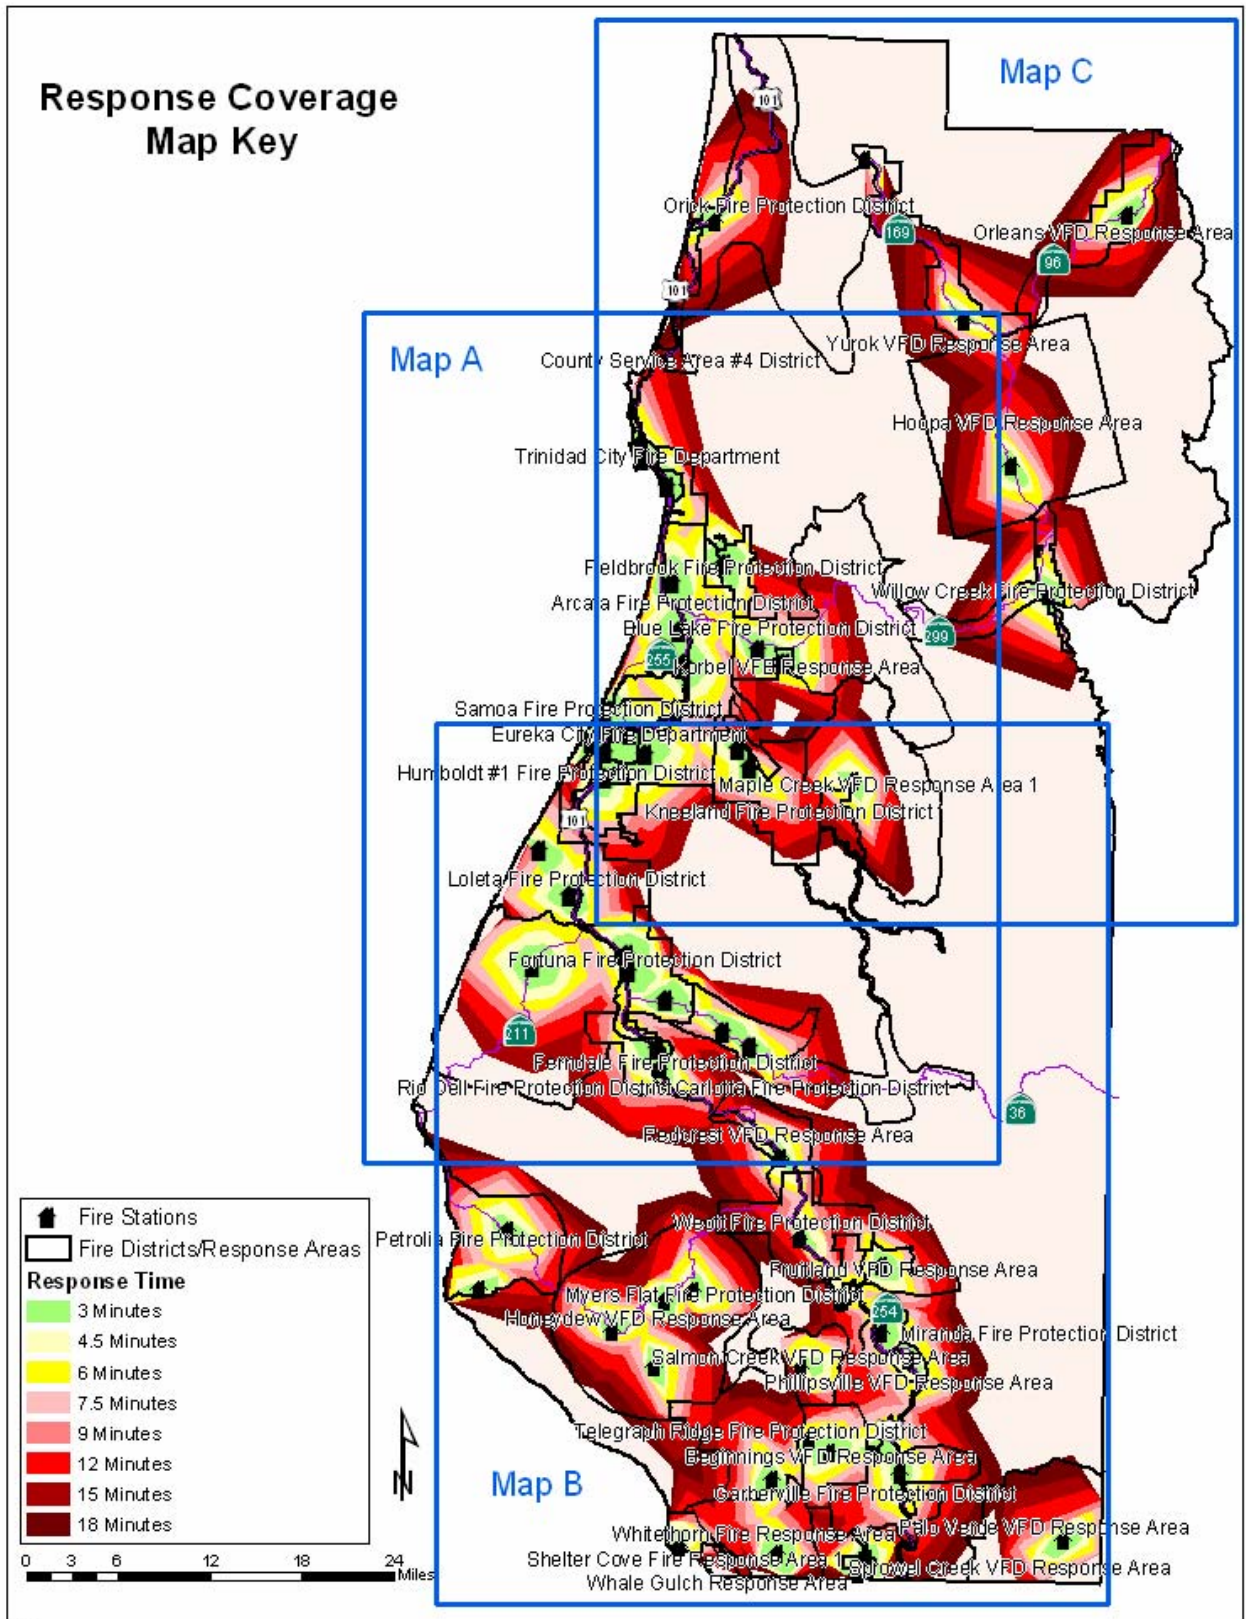 Response Coverage
Map Key
Map C
101
Orick Fire Protection District
169
Orleans VFD Response Area
96
101
Yurok VFD Response Area
Map A
County Service Area #4 District
Hoopa VFD Response Area
Trinidad City Fire Department
Fieldbrook Fire Protection District
Willow Creek Fire Protection District
Arcata Fire Protection District
Blue Lake Fire Protection District
299
255
Korbel VFD Response Area
Samoa Fire Protection District
Eureka City Fire Department
Humboldt #1 Fire Protection District
Maple Creek VFD Response Area 1
Kneeland Fire Protection District
101
Loleta Fire Protection District
Fortuna Fire Protection District
211
Ferndale Fire Protection District
Rio Dell Fire Protection District
Carlotta Fire Protection District
36
Redcrest VFD Response Area
Weott Fire Protection District
Petrolia Fire Protection District
Fruitland VFD Response Area
Myers Flat Fire Protection District
Honeydew VFD Response Area
254
Miranda Fire Protection District
Salmon Creek VFD Response Area
Phillipsville VFD Response Area
Telegraph Ridge Fire Protection District
Beginnings VFD Response Area
Map B
Garberville Fire Protection District
Whitethorn Fire Response Area
Palo Verde VFD Response Area
Shelter Cove Fire Response Area 1
Sprowel Creek VFD Response Area
Whale Gulch Response Area
Fire Stations
Fire Districts/Response Areas
Response Time
3 Minutes
4.5 Minutes
6 Minutes
7.5 Minutes
9 Minutes
12 Minutes
15 Minutes
18 Minutes
N
0 3 6 12 18 24
Miles